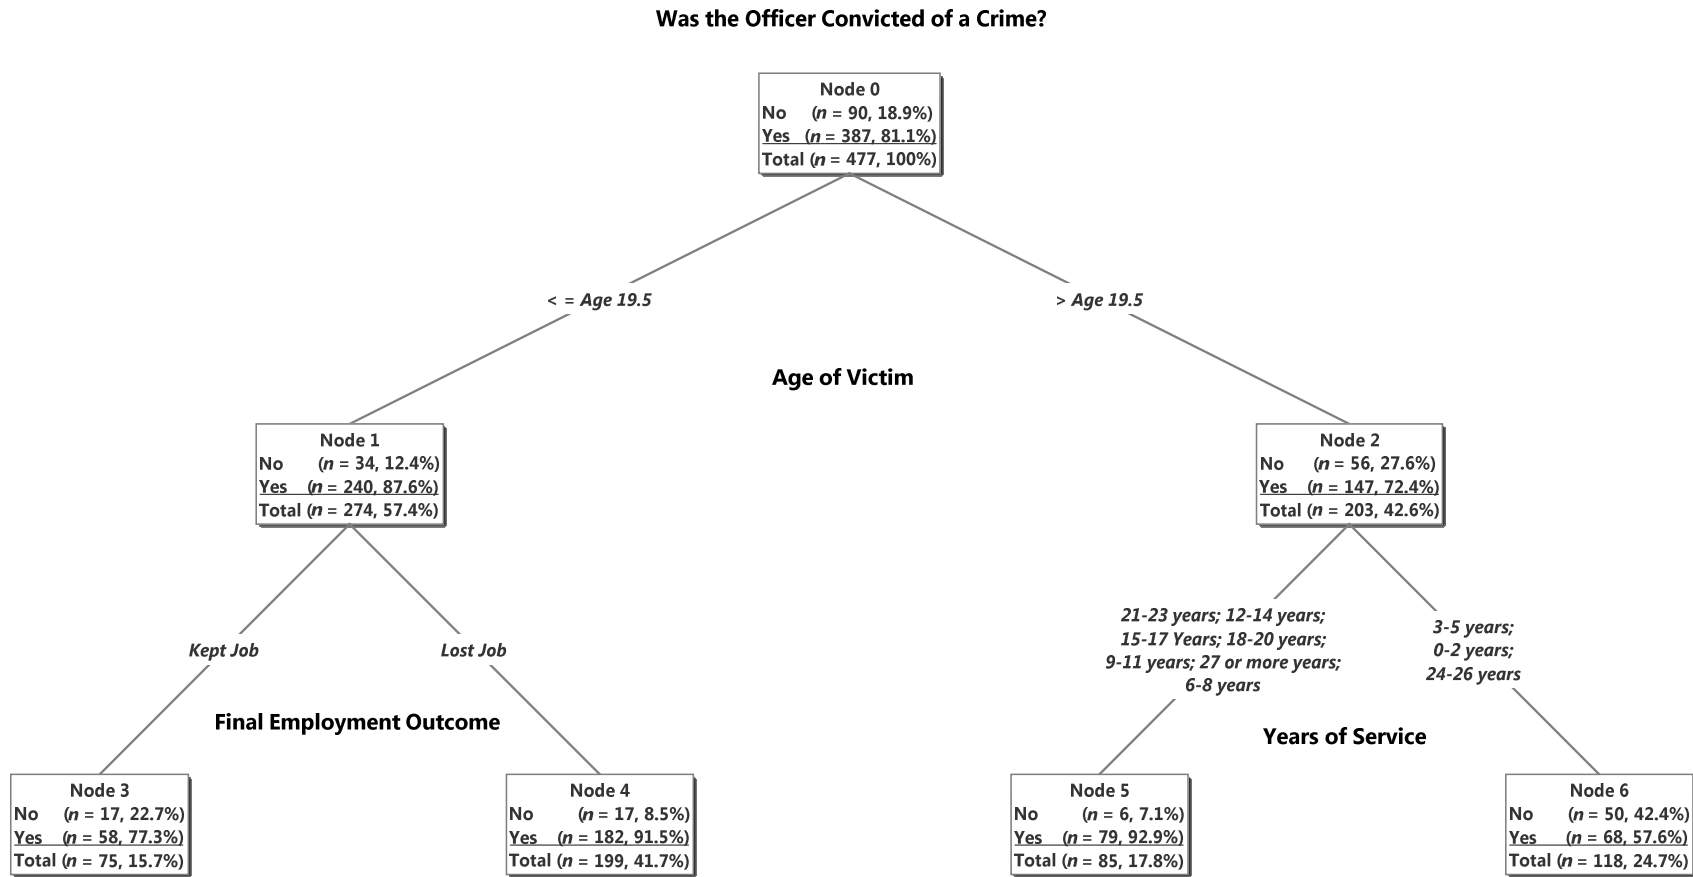 Was the Officer Convicted of a Crime?
Node 0
No (n = 90, 18.9%)
Yes (n = 387, 81.1%)
Total (n = 477, 100%)
< = Age 19.5
> Age 19.5
Age of Victim
Node 1
No (n = 34, 12.4%)
Yes (n = 240, 87.6%)
Total (n = 274, 57.4%)
Node 2
No (n = 56, 27.6%)
Yes (n = 147, 72.4%)
Total (n = 203, 42.6%)
Kept Job
Lost Job
Final Employment Outcome
21-23 years; 12-14 years;
15-17 Years; 18-20 years;
9-11 years; 27 or more years;
6-8 years
3-5 years;
0-2 years;
24-26 years
Years of Service
Node 3
No (n = 17, 22.7%)
Yes (n = 58, 77.3%)
Total (n = 75, 15.7%)
Node 4
No (n = 17, 8.5%)
Yes (n = 182, 91.5%)
Total (n = 199, 41.7%)
Node 5
No (n = 6, 7.1%)
Yes (n = 79, 92.9%)
Total (n = 85, 17.8%)
Node 6
No (n = 50, 42.4%)
Yes (n = 68, 57.6%)
Total (n = 118, 24.7%)